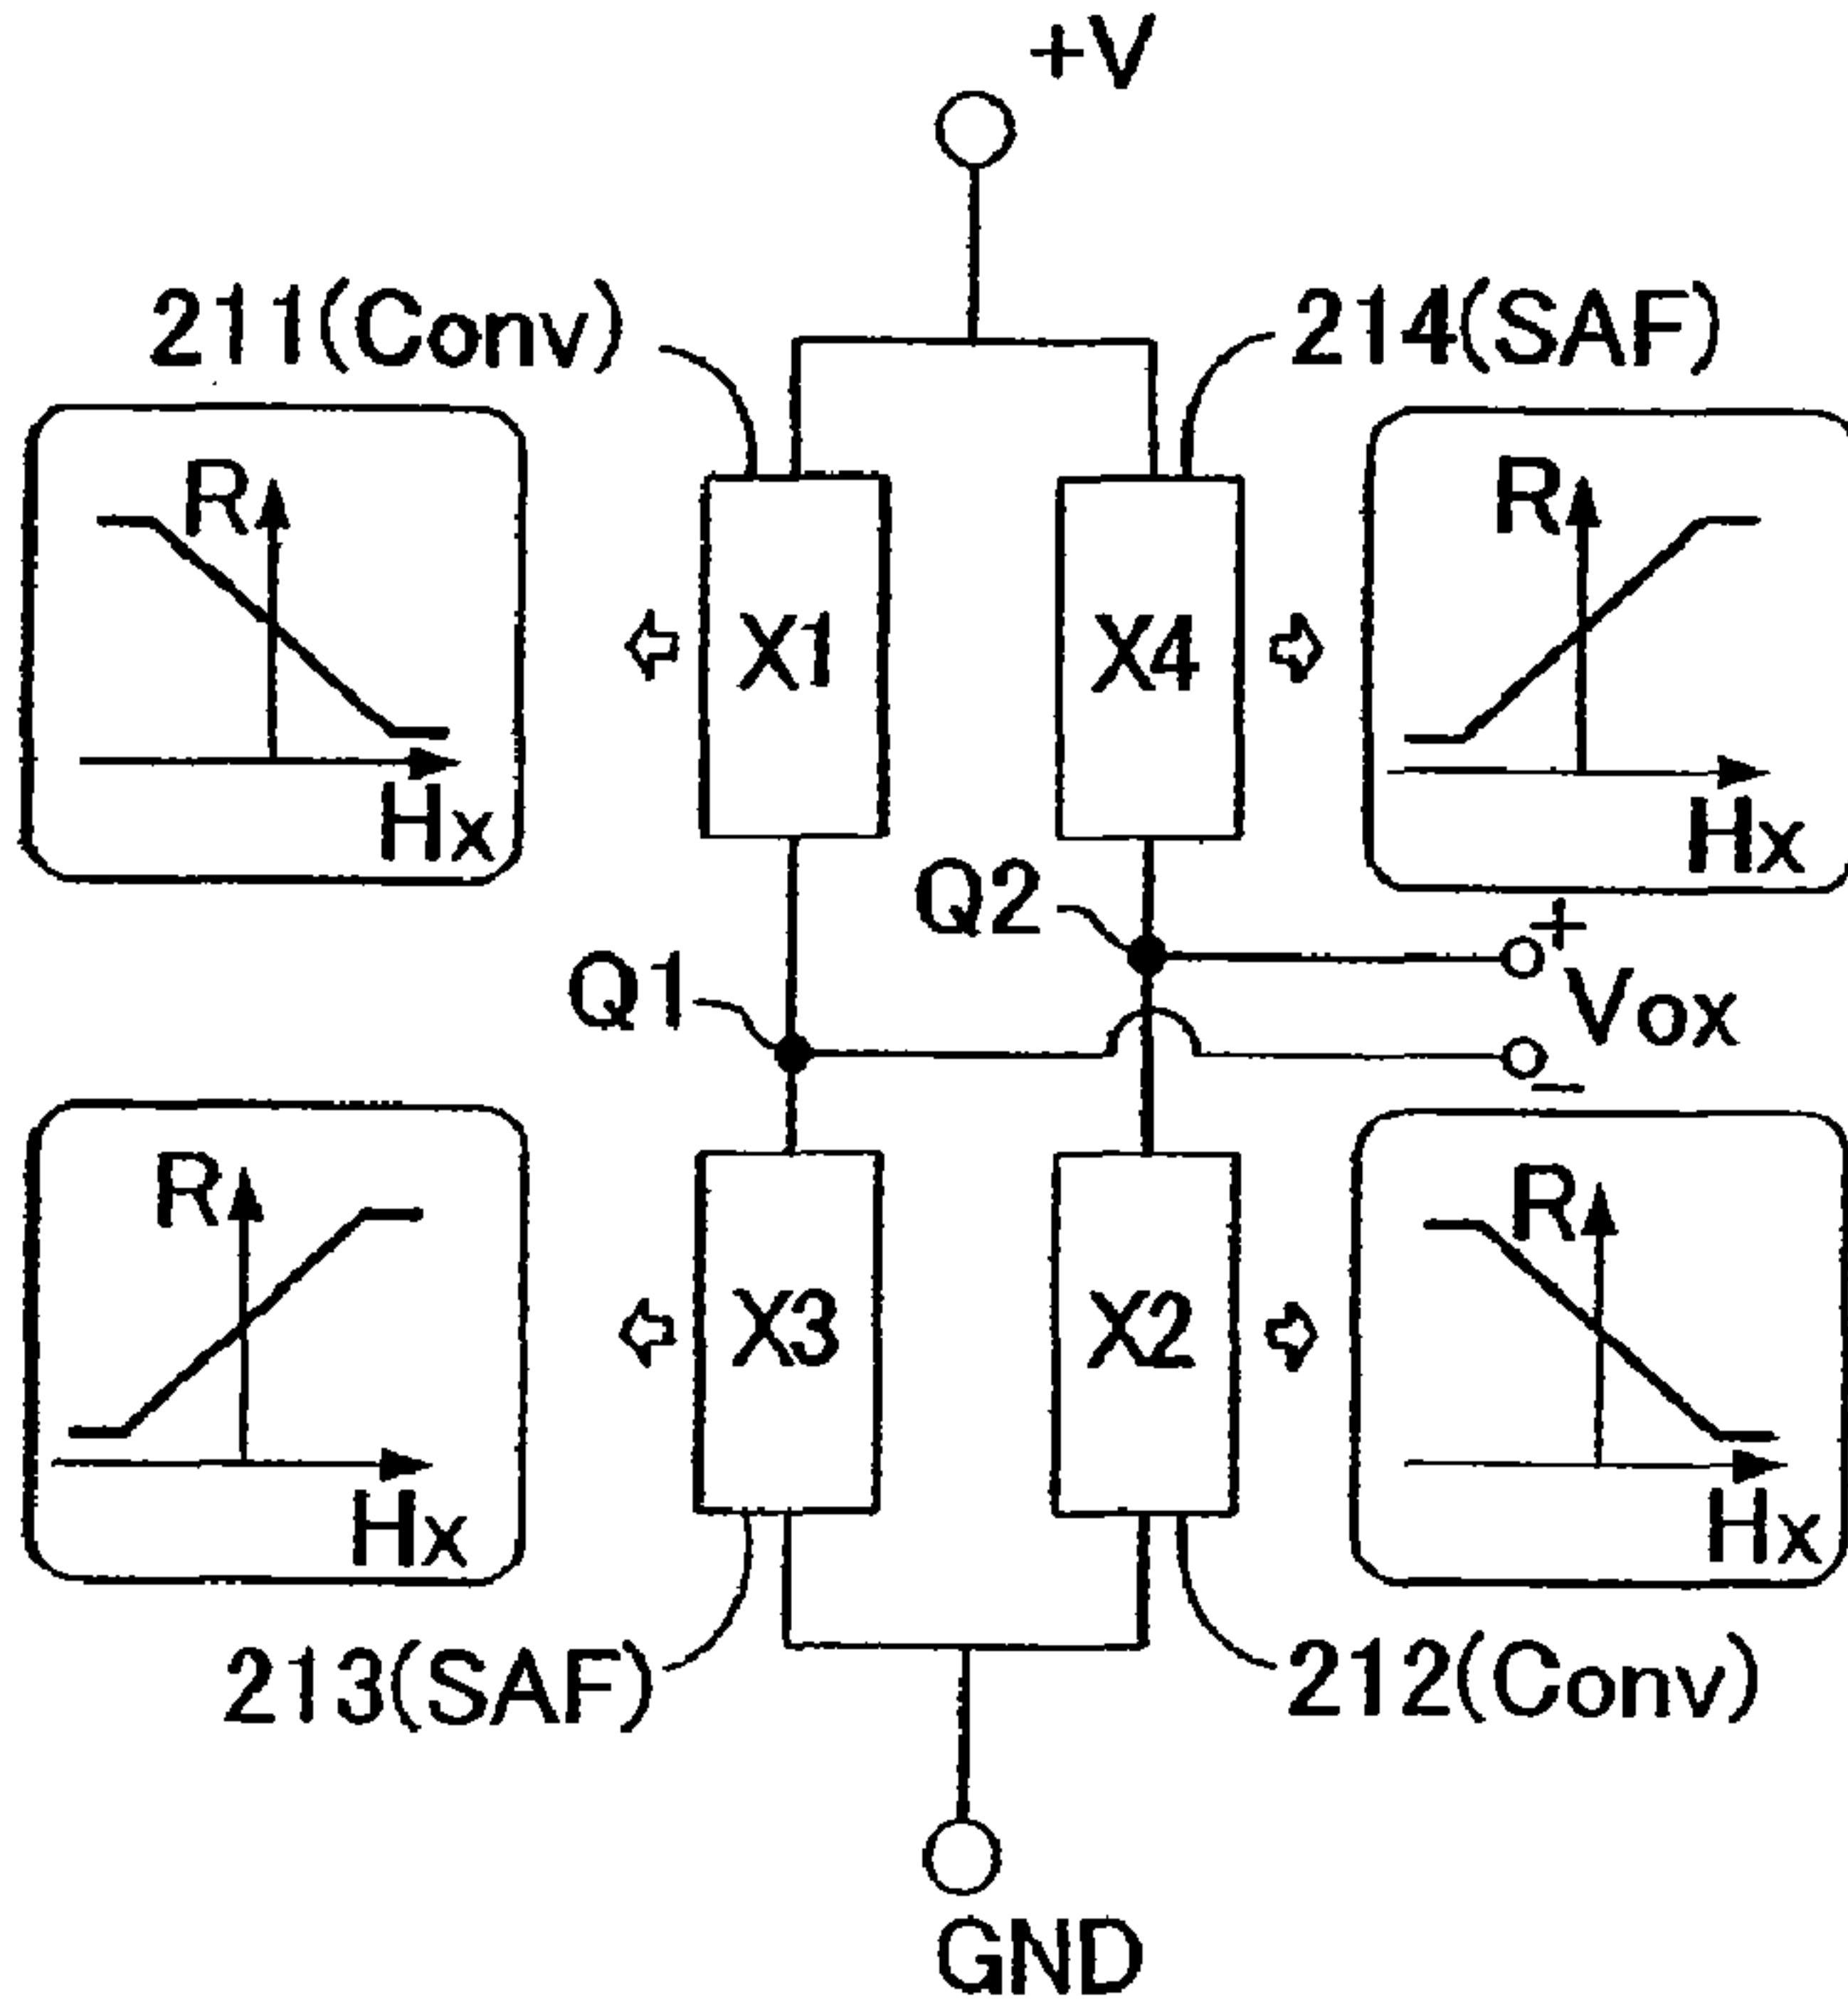 +V
211(Conv)
214(SAF)
R
Hx
X1
X4
R
Hx
Q2
Q1
+
Vox
−
R
Hx
X3
X2
R
Hx
213(SAF)
212(Conv)
GND